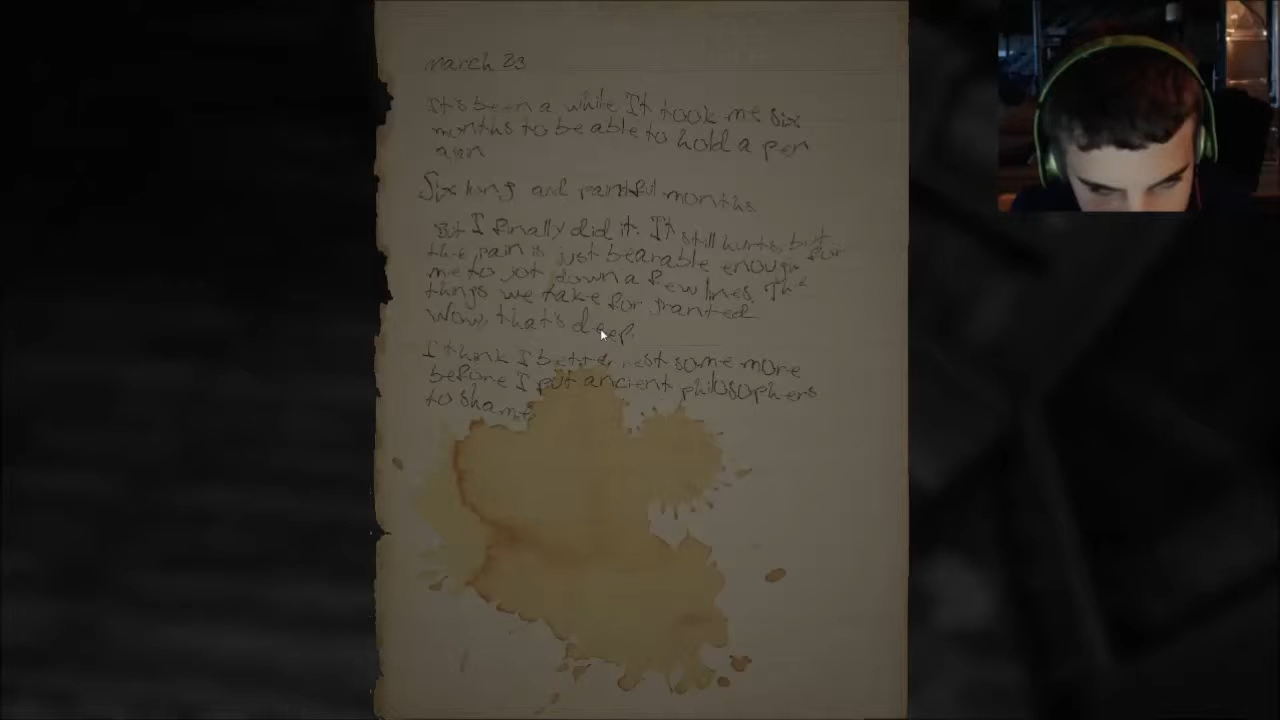 march 23
It's been a while It took me six
months to be able to hold a pen
again
Six long and painful months
But I finally did it. It still hurts, but
the pain is just bearable enough for
me to jot down a few lines. The
things we take for granted
Wow, that's deep.
I think I better rest some more
before I put ancient philosophers
to shame